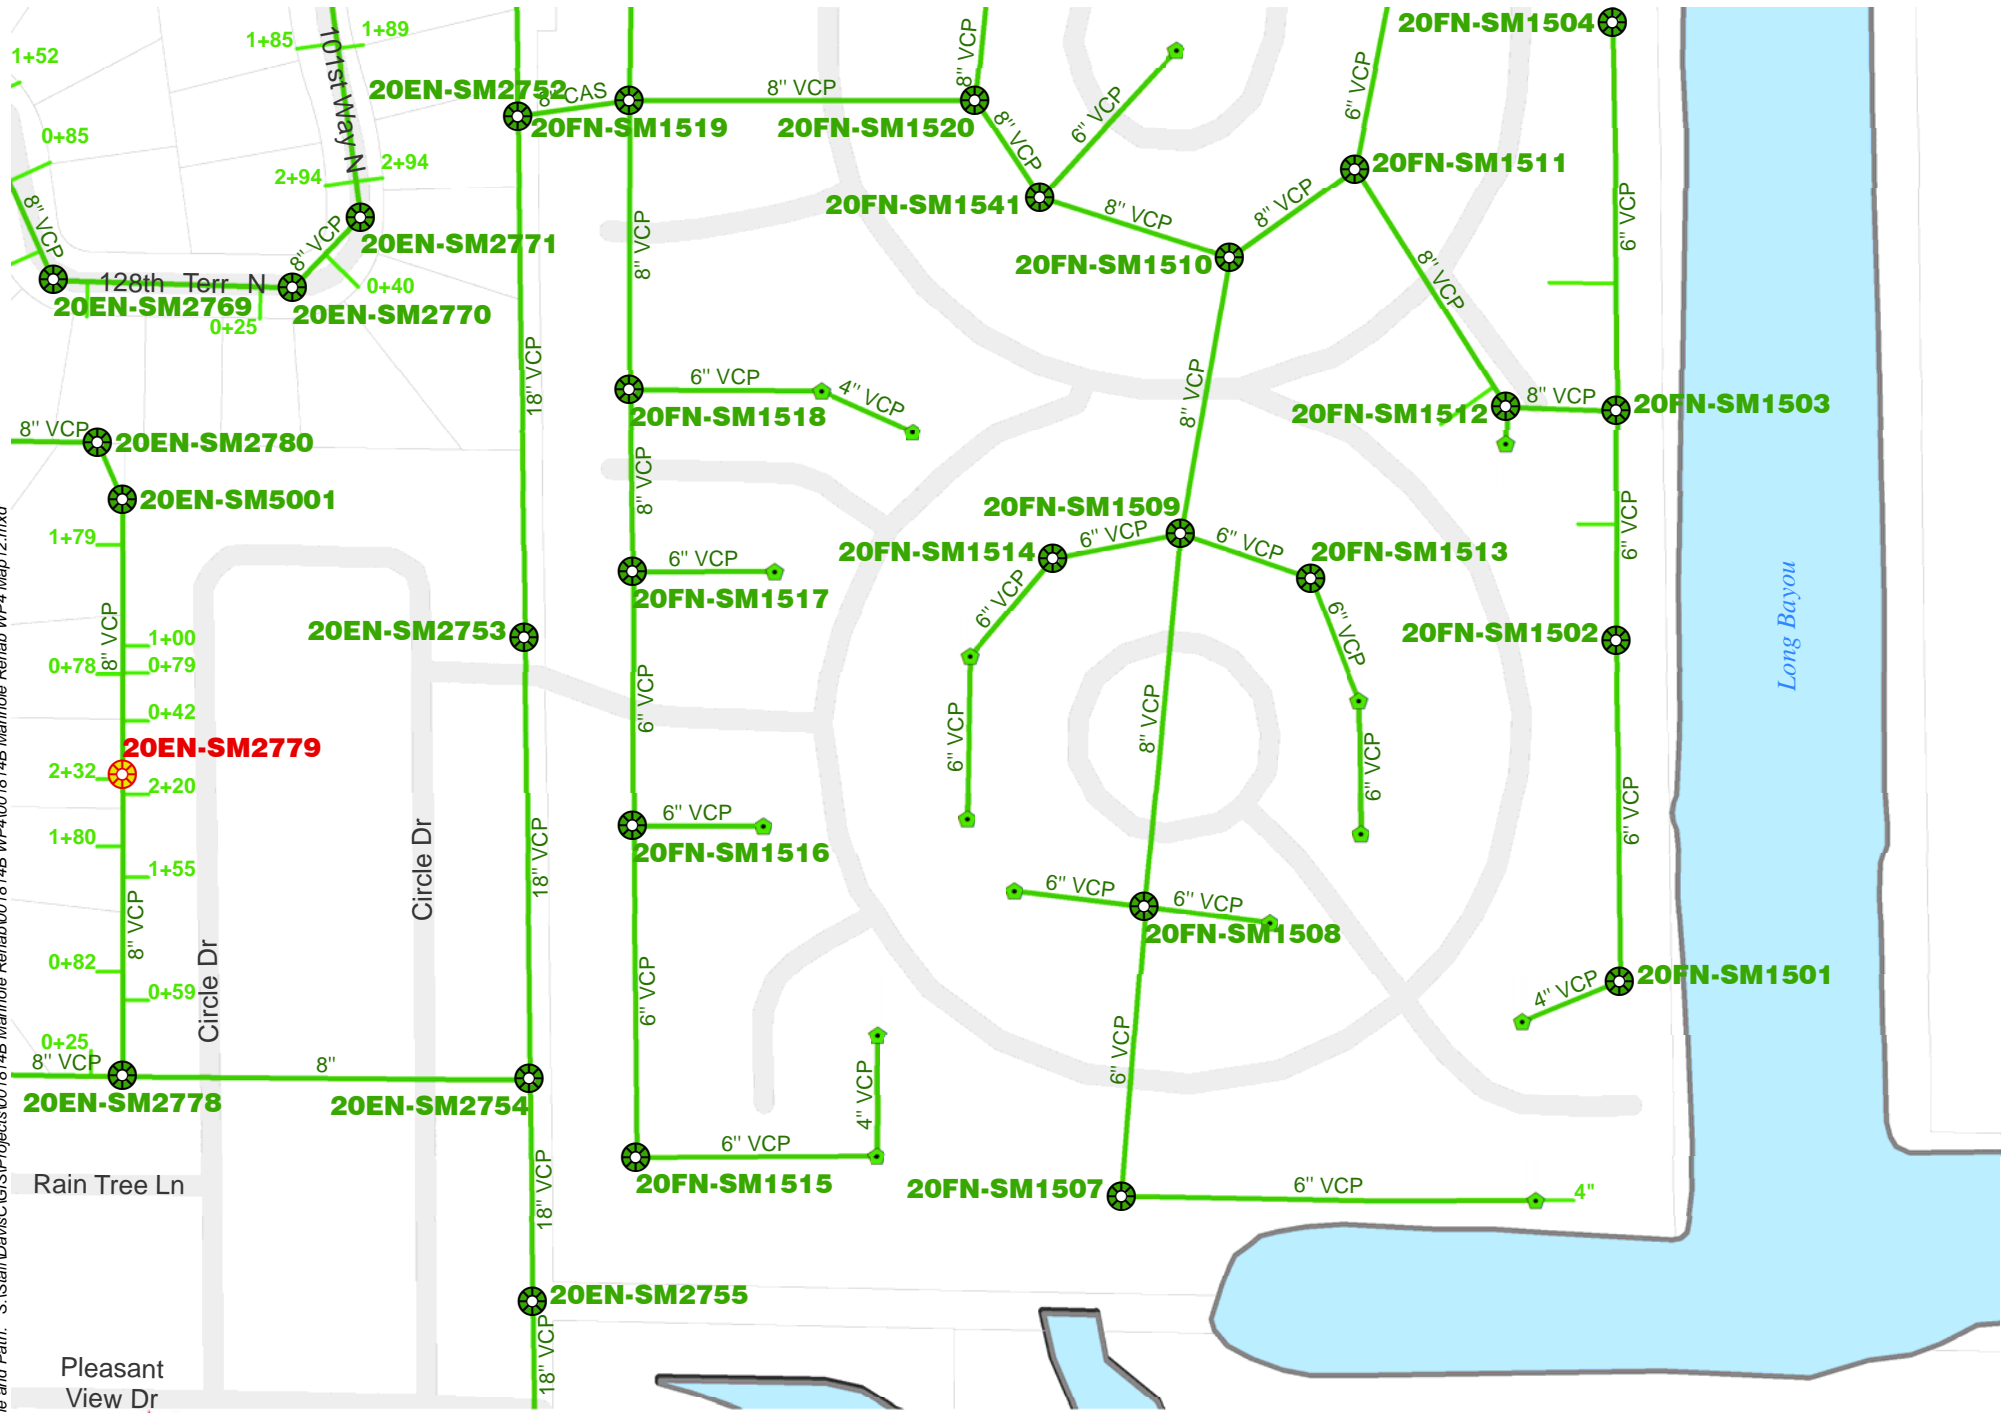 20FN-SM1504
1+89
1+85
1+52
101st Way N
8" VCP
6" VCP
20EN-SM2752
8" CAS
8" VCP
20FN-SM1519
20FN-SM1520
8" VCP
6" VCP
0+85
2+94
2+94
20FN-SM1511
8" VCP
20FN-SM1541
8" VCP
8" VCP
6" VCP
8" VCP
8" VCP
20EN-SM2771
20FN-SM1510
128th Terr N
0+40
8" VCP
20EN-SM2769
20EN-SM2770
0+25
18" VCP
6" VCP
4" VCP
8" VCP
8" VCP
20FN-SM1518
20FN-SM1512
20FN-SM1503
8" VCP
20EN-SM2780
8" VCP
20EN-SM5001
20FN-SM1509
6" VCP
1+79
6" VCP
6" VCP
20FN-SM1514
20FN-SM1513
6" VCP
20FN-SM1517
6" VCP
6" VCP
8" VCP
1+00
20EN-SM2753
20FN-SM1502
Long Bayou
0+78
0+79
6" VCP
0+42
8" VCP
20EN-SM2779
6" VCP
6" VCP
2+32
2+20
6" VCP
6" VCP
1+80
20FN-SM1516
18" VCP
Circle Dr
1+55
6" VCP
6" VCP
8" VCP
20FN-SM1508
0+82
20FN-SM1501
Circle Dr
0+59
6" VCP
4" VCP
0+25
8" VCP
8"
6" VCP
4" VCP
20EN-SM2778
20EN-SM2754
6" VCP
Rain Tree Ln
18" VCP
20FN-SM1515
20FN-SM1507
6" VCP
4"
20EN-SM2755
18" VCP
Pleasant
View Dr